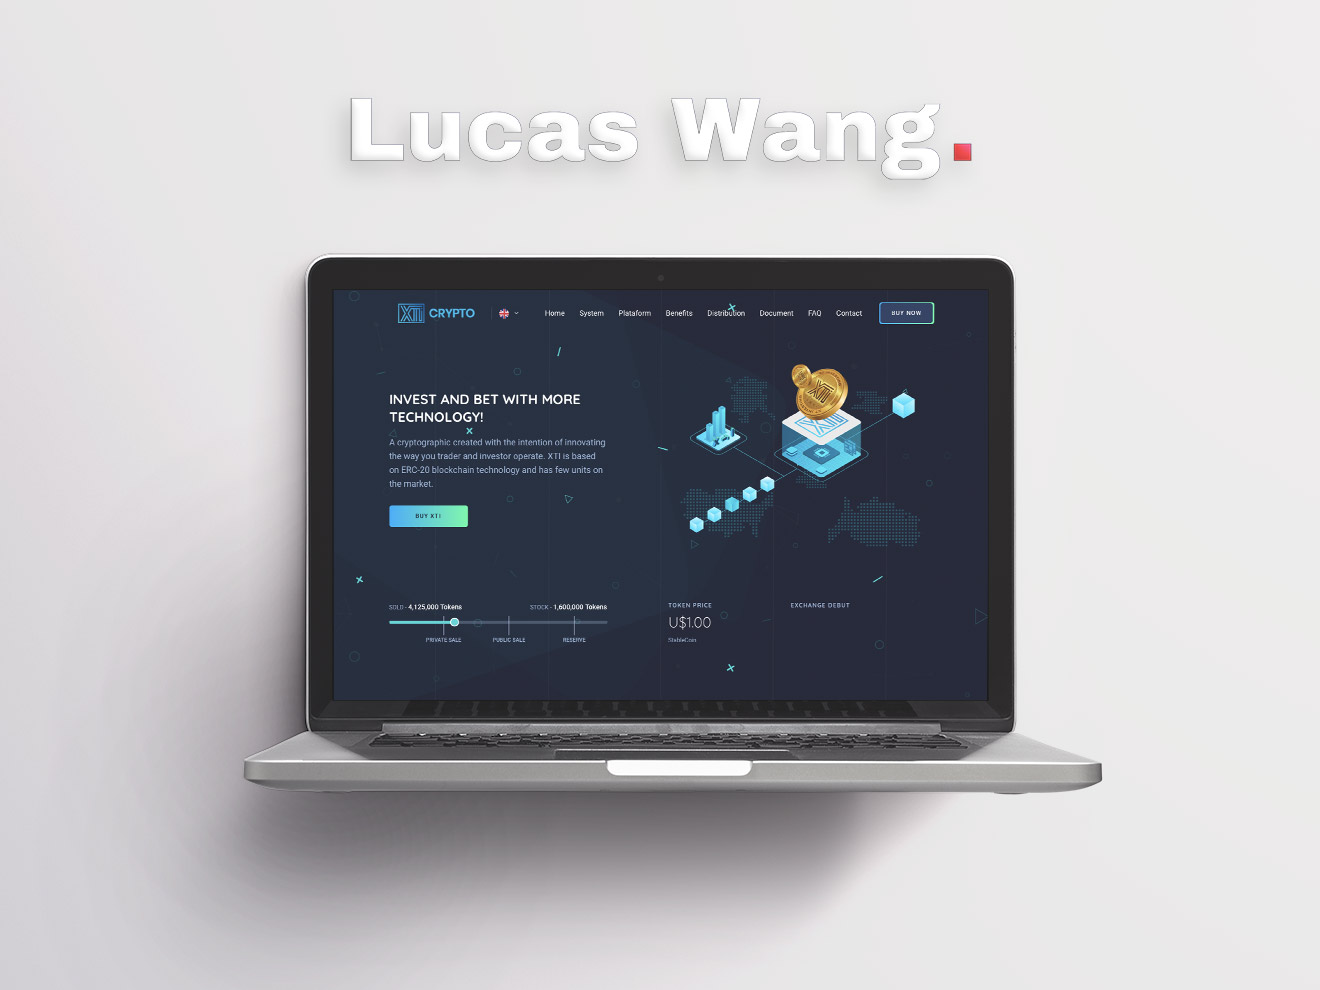 Lucas Wang.
XTI CRYPTO
Home System Plataform Benefits Distribution Document FAQ Contact BUY NOW
INVEST AND BET WITH MORE
TECHNOLOGY!
A cryptographic created with the intention of innovating
the way you trader and investor operate. XTI is based
on ERC-20 blockchain technology and has few units on
the market.
BUY XTI
SOLD - 4,125,000 Tokens STOCK - 1,600,000 Tokens
PRIVATE SALE PUBLIC SALE RESERVE
TOKEN PRICE EXCHANGE DEBUT
U$1.00
StableCoin
XTI
XTI